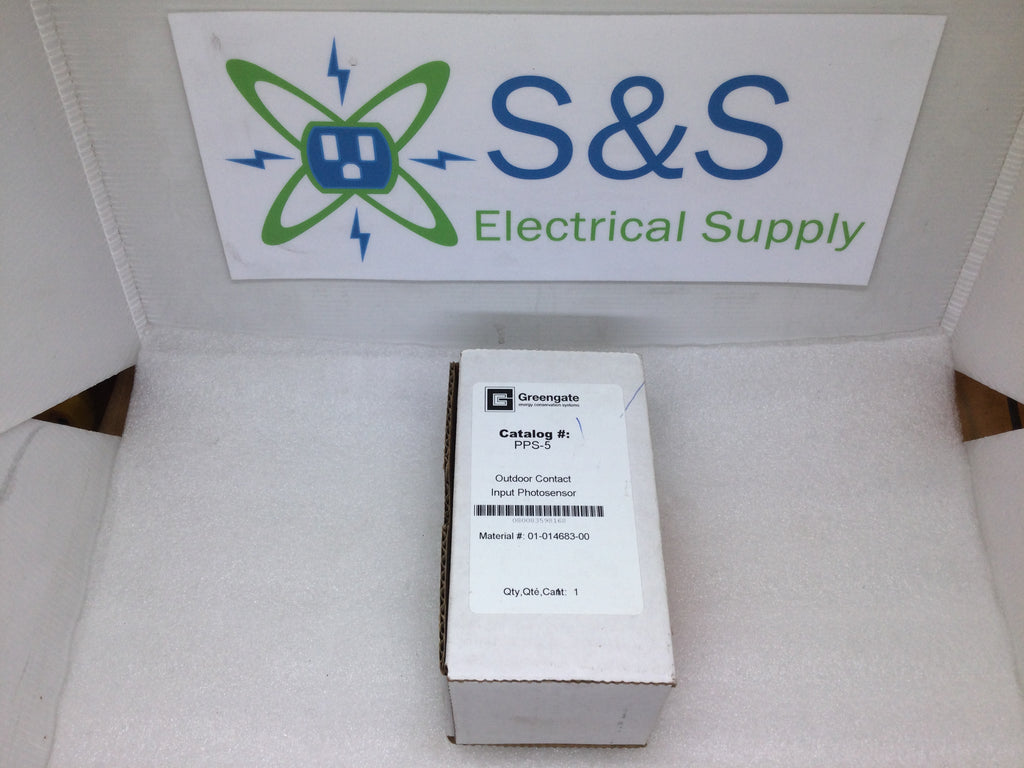 S&S
Electrical Supply
Greengate
energy conservation systems
Catalog #:
PPS-5
Outdoor Contact
Input Photosensor
080083598168
Material #: 01-014683-00
Qty,Qté,Cant: 1